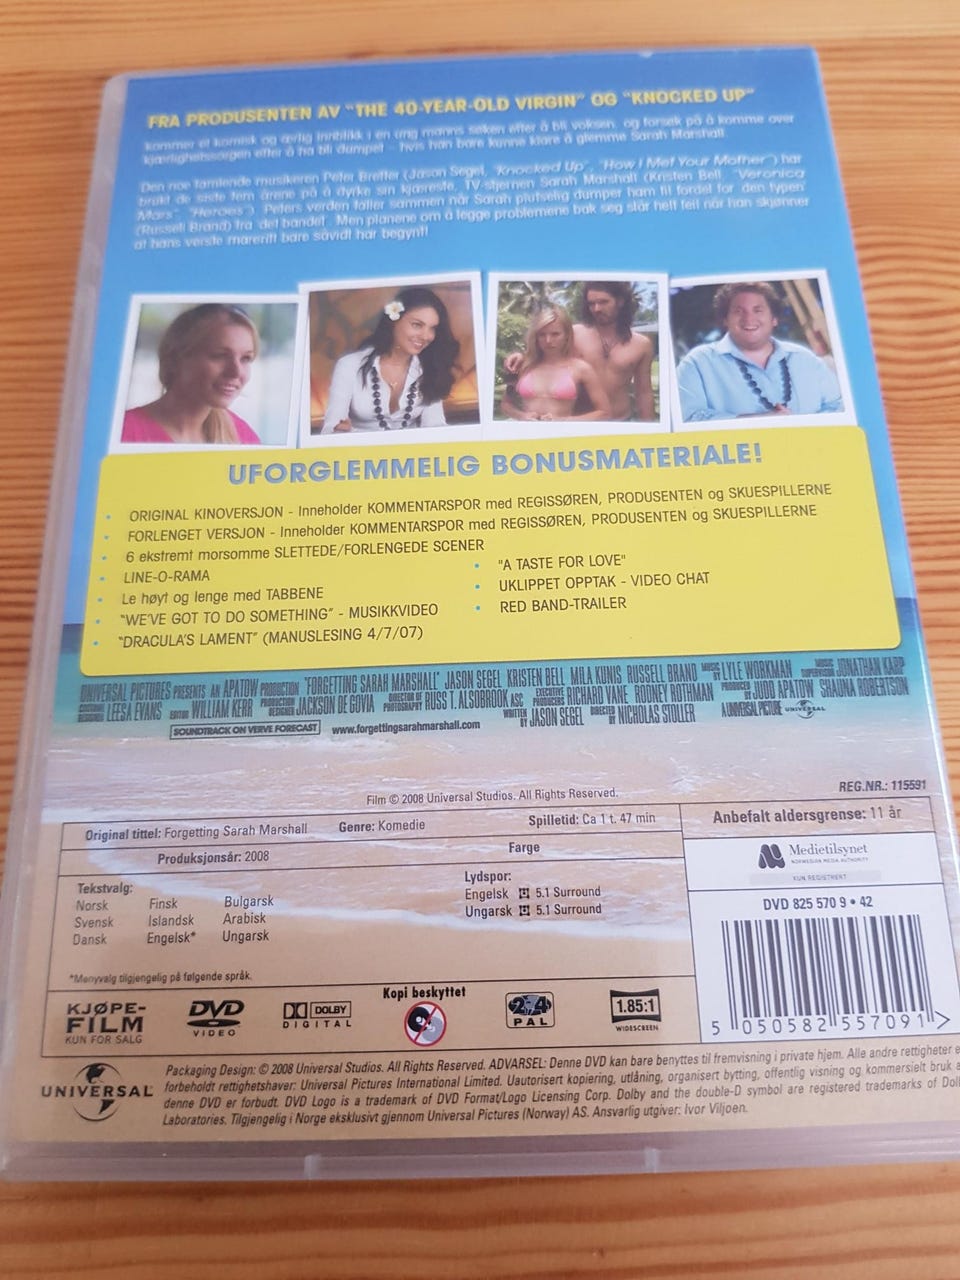 FRA PRODUSENTEN AV "THE 40-YEAR-OLD VIRGIN" OG "KNOCKED UP"
kommer et komisk og ærlig innblikk i en ung manns søken etter å bli voksen, og forsøk på å komme over
kjærlighetssorgen etter å ha bli dumpet - hvis han bare kunne klare å glemme Sarah Marshall.
Den noe famlende musikeren Peter Bretter (Jason Segel, "Knocked Up", "How I Met Your Mother") har
brukt de siste fem årene på å dyrke sin kjæreste, TV-stjernen Sarah Marshall (Kristen Bell, "Veronica
Mars", "Heroes"). Peters verden faller sammen når Sarah plutselig dumper ham til fordel for den typen
(Russell Brand) fra det bandet. Men planene om å legge problemene bak seg slår helt feil når han skjønner
at hans verste mareritt bare såvidt har begynt!
UFORGLEMMELIG BONUSMATERIALE!
• ORIGINAL KINOVERSJON - Inneholder KOMMENTARSPOR med REGISSØREN, PRODUSENTEN og SKUESPILLERNE
• FORLENGET VERSJON - Inneholder KOMMENTARSPOR med REGISSØREN, PRODUSENTEN og SKUESPILLERNE
• 6 ekstremt morsomme SLETTEDE/FORLENGEDE SCENER
• LINE-O-RAMA
• Le høyt og lenge med TABBENE
• "WE'VE GOT TO DO SOMETHING" - MUSIKKVIDEO
• "DRACULA'S LAMENT" (MANUSLESING 4/7/07)
• "A TASTE FOR LOVE"
• UKLIPPET OPPTAK - VIDEO CHAT
• RED BAND-TRAILER
UNIVERSAL PICTURES PRESENTS AN APATOW PRODUCTION "FORGETTING SARAH MARSHALL" JASON SEGEL KRISTEN BELL MILA KUNIS RUSSELL BRAND MUSIC BY LYLE WORKMAN MUSIC SUPERVISION JONATHAN KARP
COSTUME DESIGNER LEESA EVANS EDITOR WILLIAM KERR PRODUCTION DESIGNER JACKSON DE GOVIA DIRECTOR OF PHOTOGRAPHY RUSS T. ALSOBROOK ASC EXECUTIVE PRODUCERS RICHARD VANE RODNEY ROTHMAN PRODUCED BY JUDD APATOW SHAUNA ROBERTSON
WRITTEN BY JASON SEGEL DIRECTED BY NICHOLAS STOLLER A UNIVERSAL PICTURE UNIVERSAL
SOUNDTRACK ON VERVE FORECAST www.forgettingsarahmarshall.com
Film © 2008 Universal Studios. All Rights Reserved.
REG.NR.: 115591
Original tittel: Forgetting Sarah Marshall Genre: Komedie Spilletid: Ca 1 t. 47 min
Anbefalt aldersgrense: 11 år
Produksjonsår: 2008 Farge
Medietilsynet
NORWEGIAN MEDIA AUTHORITY
KUN REGISTRERT
Tekstvalg:
Norsk Finsk Bulgarsk
Svensk Islandsk Arabisk
Dansk Engelsk* Ungarsk
Lydspor:
Engelsk 5.1 Surround
Ungarsk 5.1 Surround
DVD 825 570 9 • 42
*Menyvalg tilgjengelig på følgende språk.
KJØPE-
FILM
KUN FOR SALG
DVD
VIDEO
DOLBY
DIGITAL
Kopi beskyttet
2 4
PAL
1.85:1
WIDESCREEN
5 050582 557091 >
UNIVERSAL
Packaging Design: © 2008 Universal Studios. All Rights Reserved. ADVARSEL: Denne DVD kan bare benyttes til fremvisning i private hjem. Alle andre rettigheter e
forbeholdt rettighetshaver: Universal Pictures International Limited. Uautorisert kopiering, utlåning, organisert bytting, offentlig visning og kommersielt bruk a
denne DVD er forbudt. DVD Logo is a trademark of DVD Format/Logo Licensing Corp. Dolby and the double-D symbol are registered trademarks of Dol
Laboratories. Tilgjengelig i Norge eksklusivt gjennom Universal Pictures (Norway) AS. Ansvarlig utgiver: Ivor Viljoen.